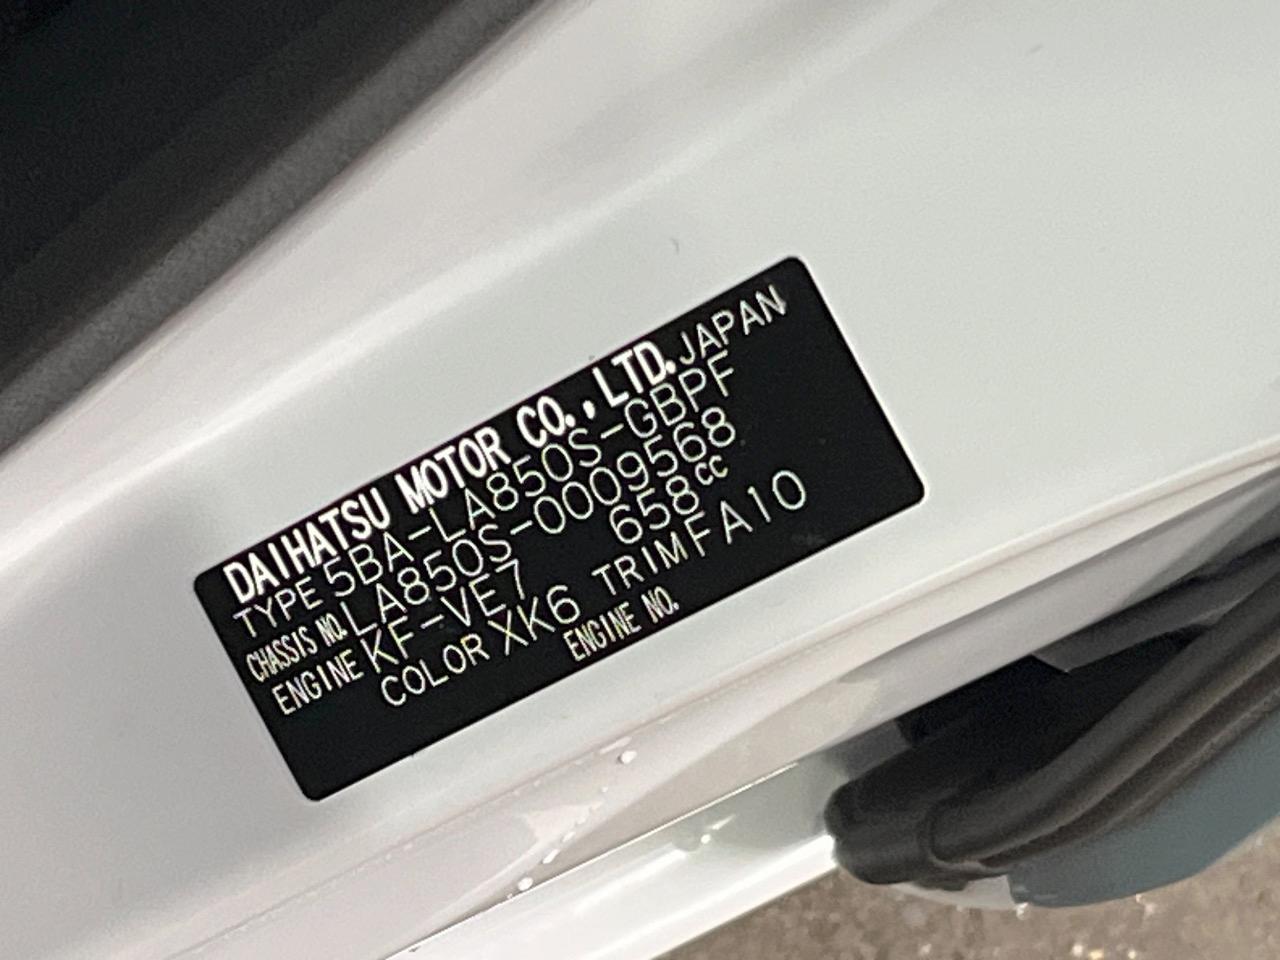 DAIHATSU MOTOR CO., LTD. JAPAN
TYPE 5BA-LA850S-GBPF
CHASSIS NO. LA850S-0009568
ENGINE KF-VE7 658cc
COLOR XK6 TRIM FA10
ENGINE NO.